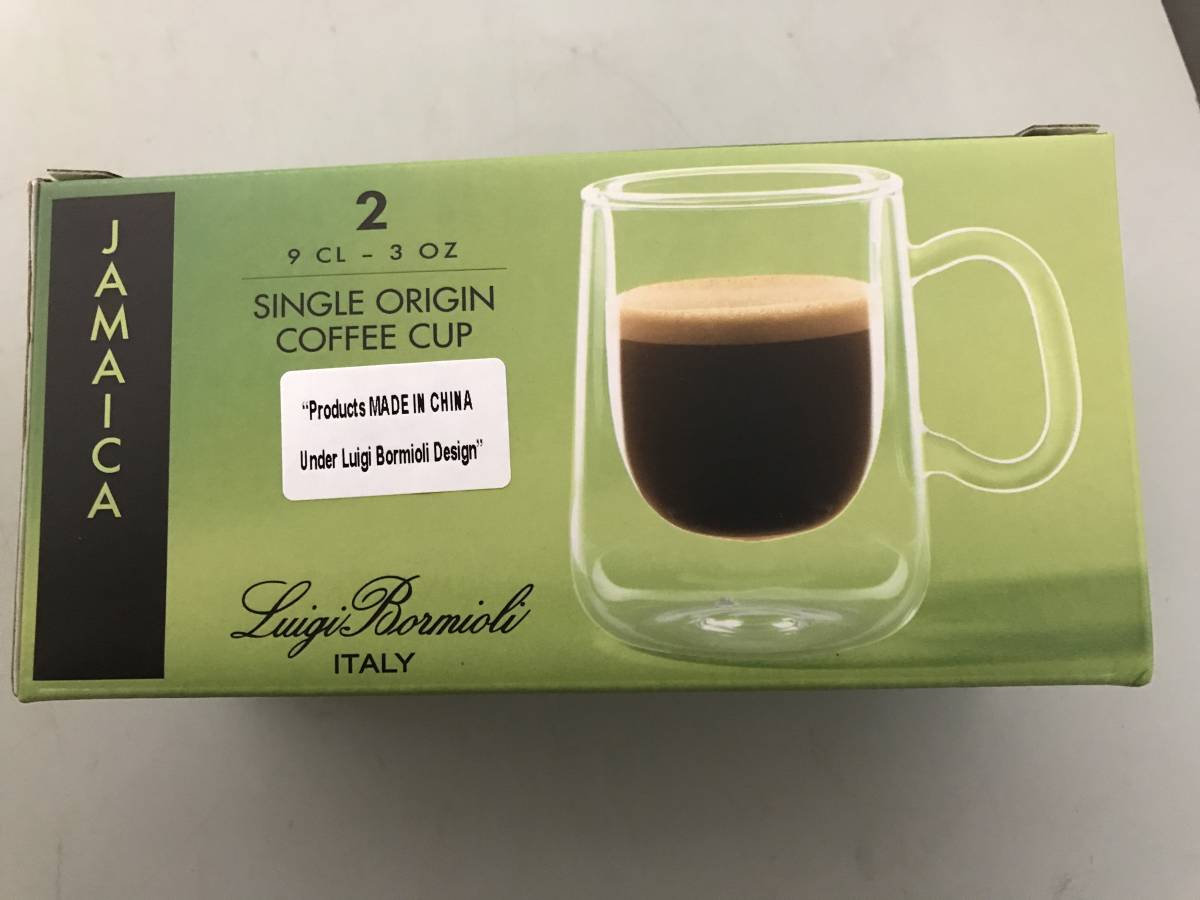 JAMAICA
2
9 CL – 3 OZ
SINGLE ORIGIN
COFFEE CUP
“Products MADE IN CHINA
Under Luigi Bormioli Design”
Luigi Bormioli
ITALY